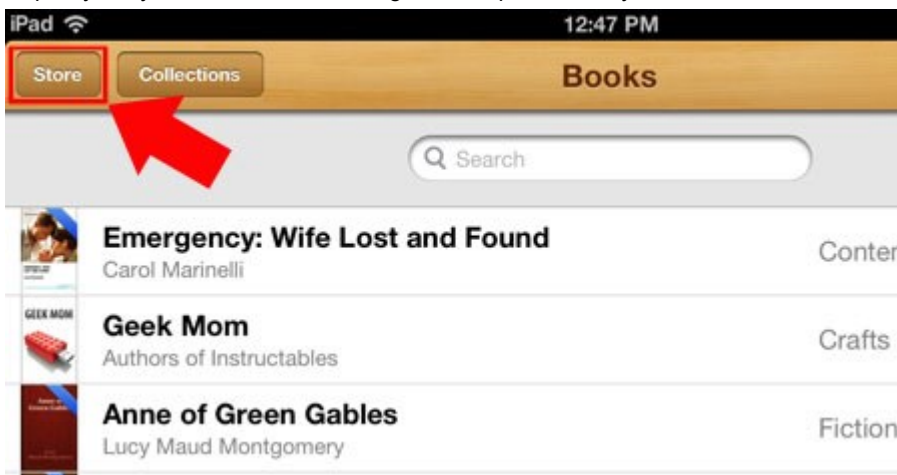 iPad 12:47 PM
Store Collections Books
Search
Emergency: Wife Lost and Found
Carol Marinelli
Conter
GEEK MOM
Geek Mom
Authors of Instructables
Crafts
Anne of Green Gables
Lucy Maud Montgomery
Fiction